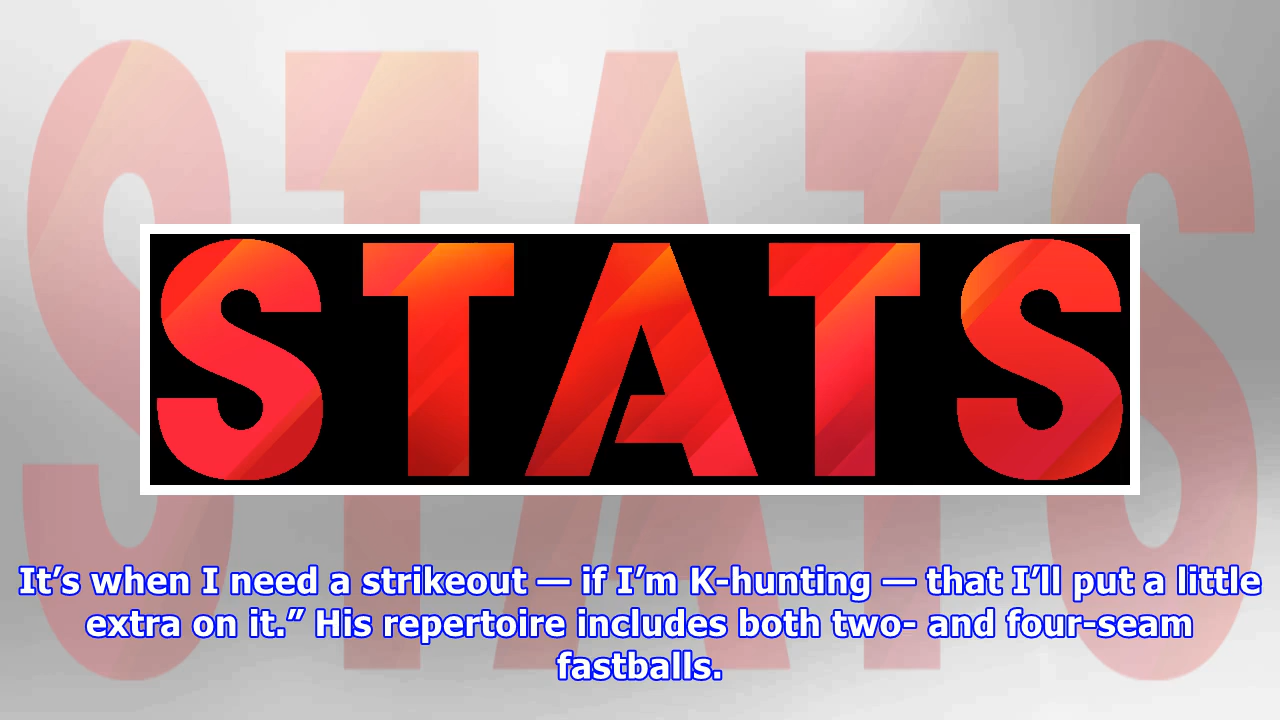 STATS
STATS
It’s when I need a strikeout — if I’m K-hunting — that I’ll put a little
extra on it.” His repertoire includes both two- and four-seam
fastballs.